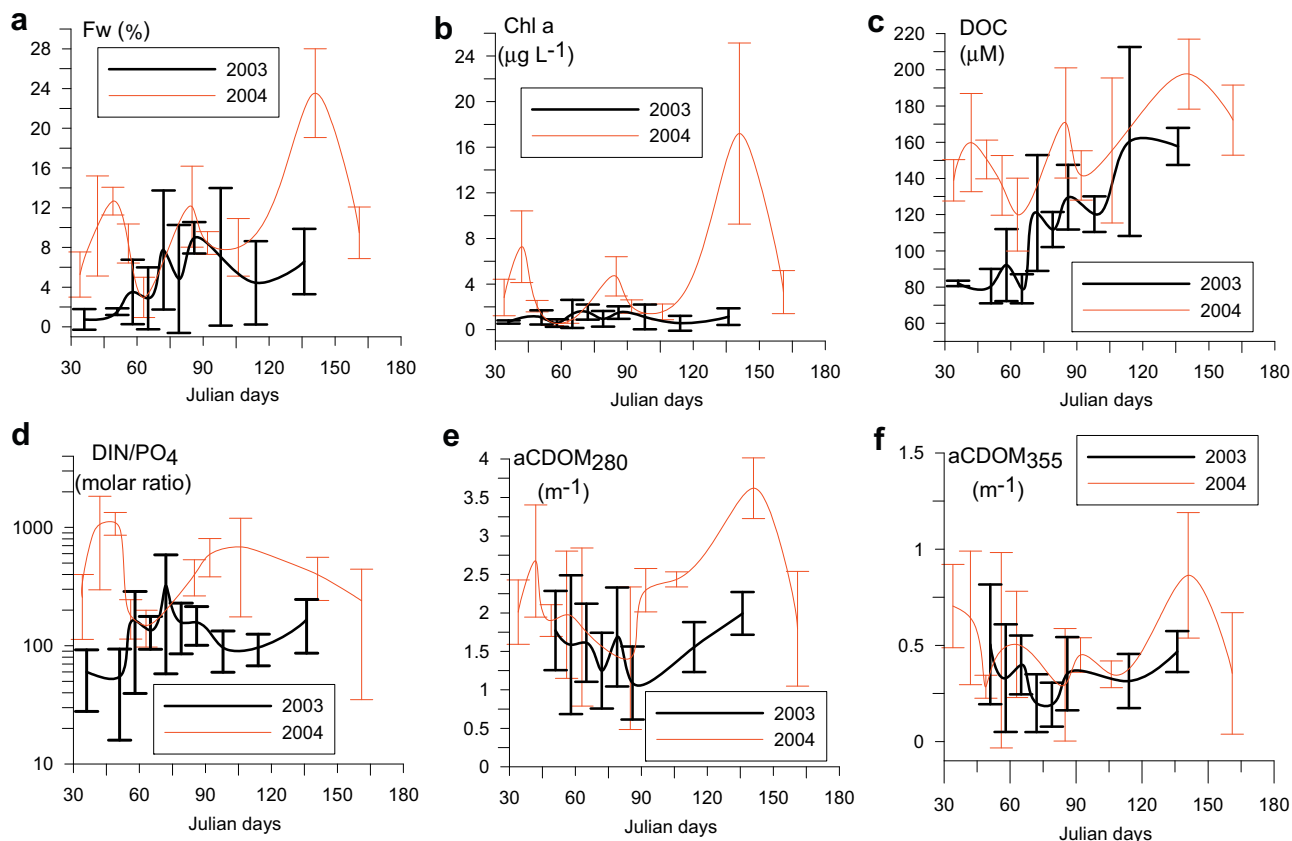 a
Fw (%)
28
24
20
16
12
8
4
0
2003
2004
30 60 90 120 150 180
Julian days
b
Chl a
(μg L-1)
28
24
20
16
12
8
4
0
2003
2004
30 60 90 120 150 180
Julian days
c
DOC
(μM)
220
200
180
160
140
120
100
80
60
2003
2004
30 60 90 120 150 180
Julian days
d
DIN/PO4
(molar ratio)
1000
100
10
2003
2004
30 60 90 120 150 180
Julian days
e
aCDOM280
(m-1)
4
3.5
3
2.5
2
1.5
1
0.5
0
2003
2004
30 60 90 120 150 180
Julian days
f
aCDOM355
(m-1)
1.5
1
0.5
0
2003
2004
30 60 90 120 150 180
Julian days